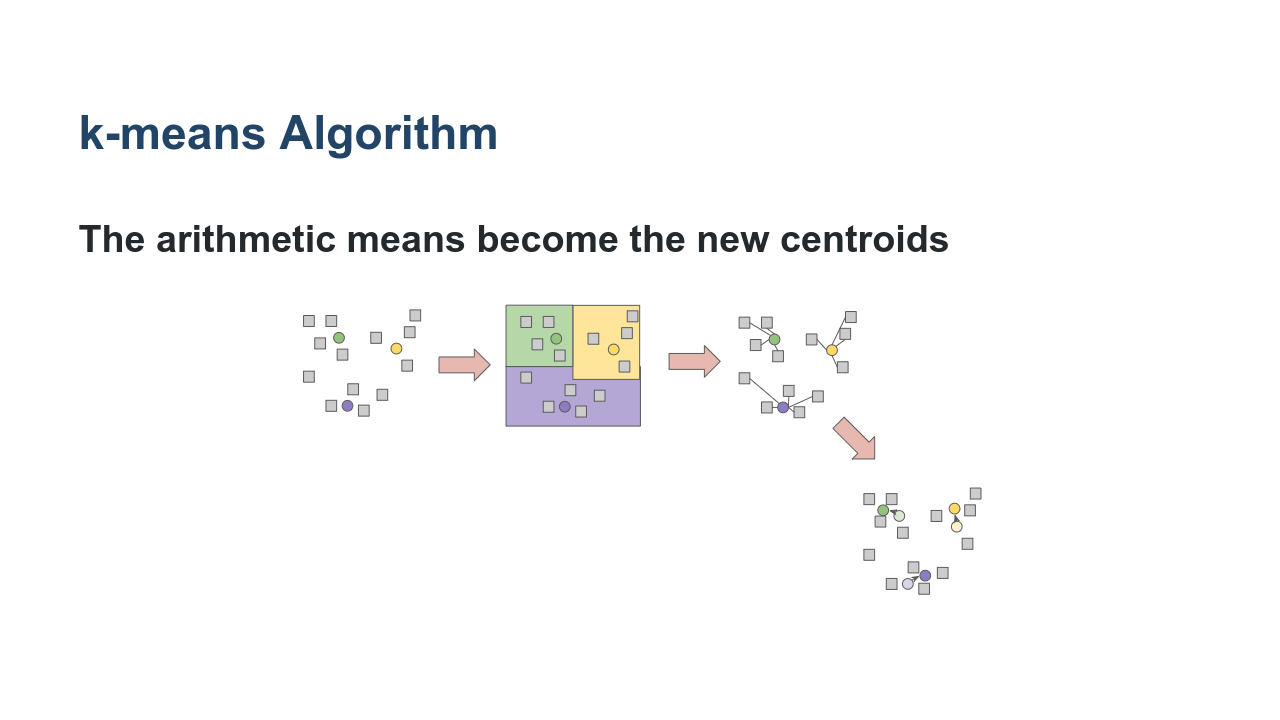 k-means Algorithm
The arithmetic means become the new centroids